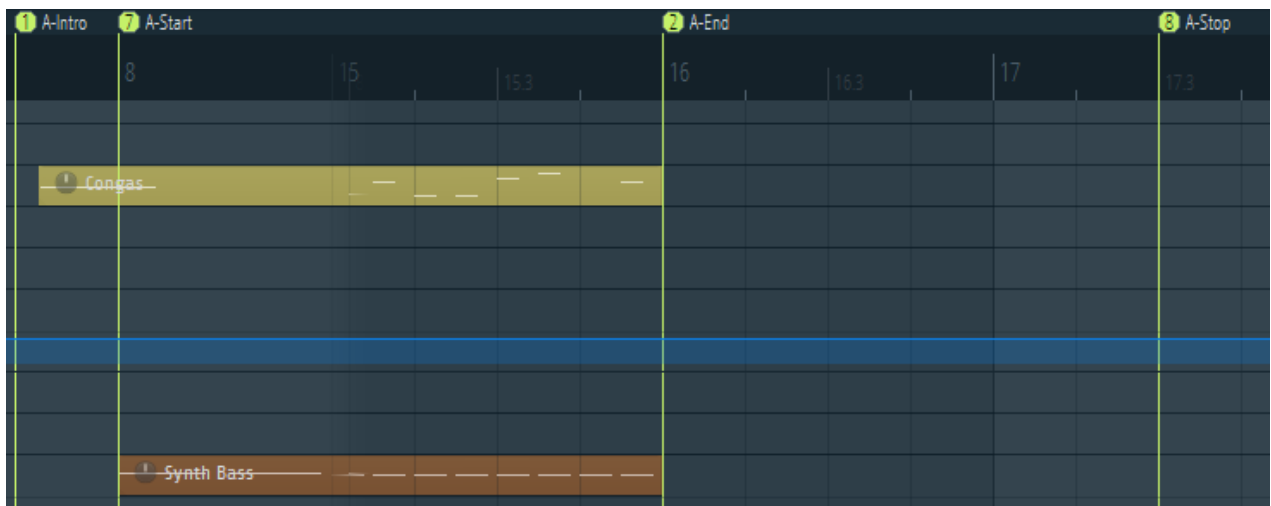 1 A-Intro 7 A-Start 2 A-End 8 A-Stop
8 15 15.3 16 16.3 17 17.3
Congas
Synth Bass